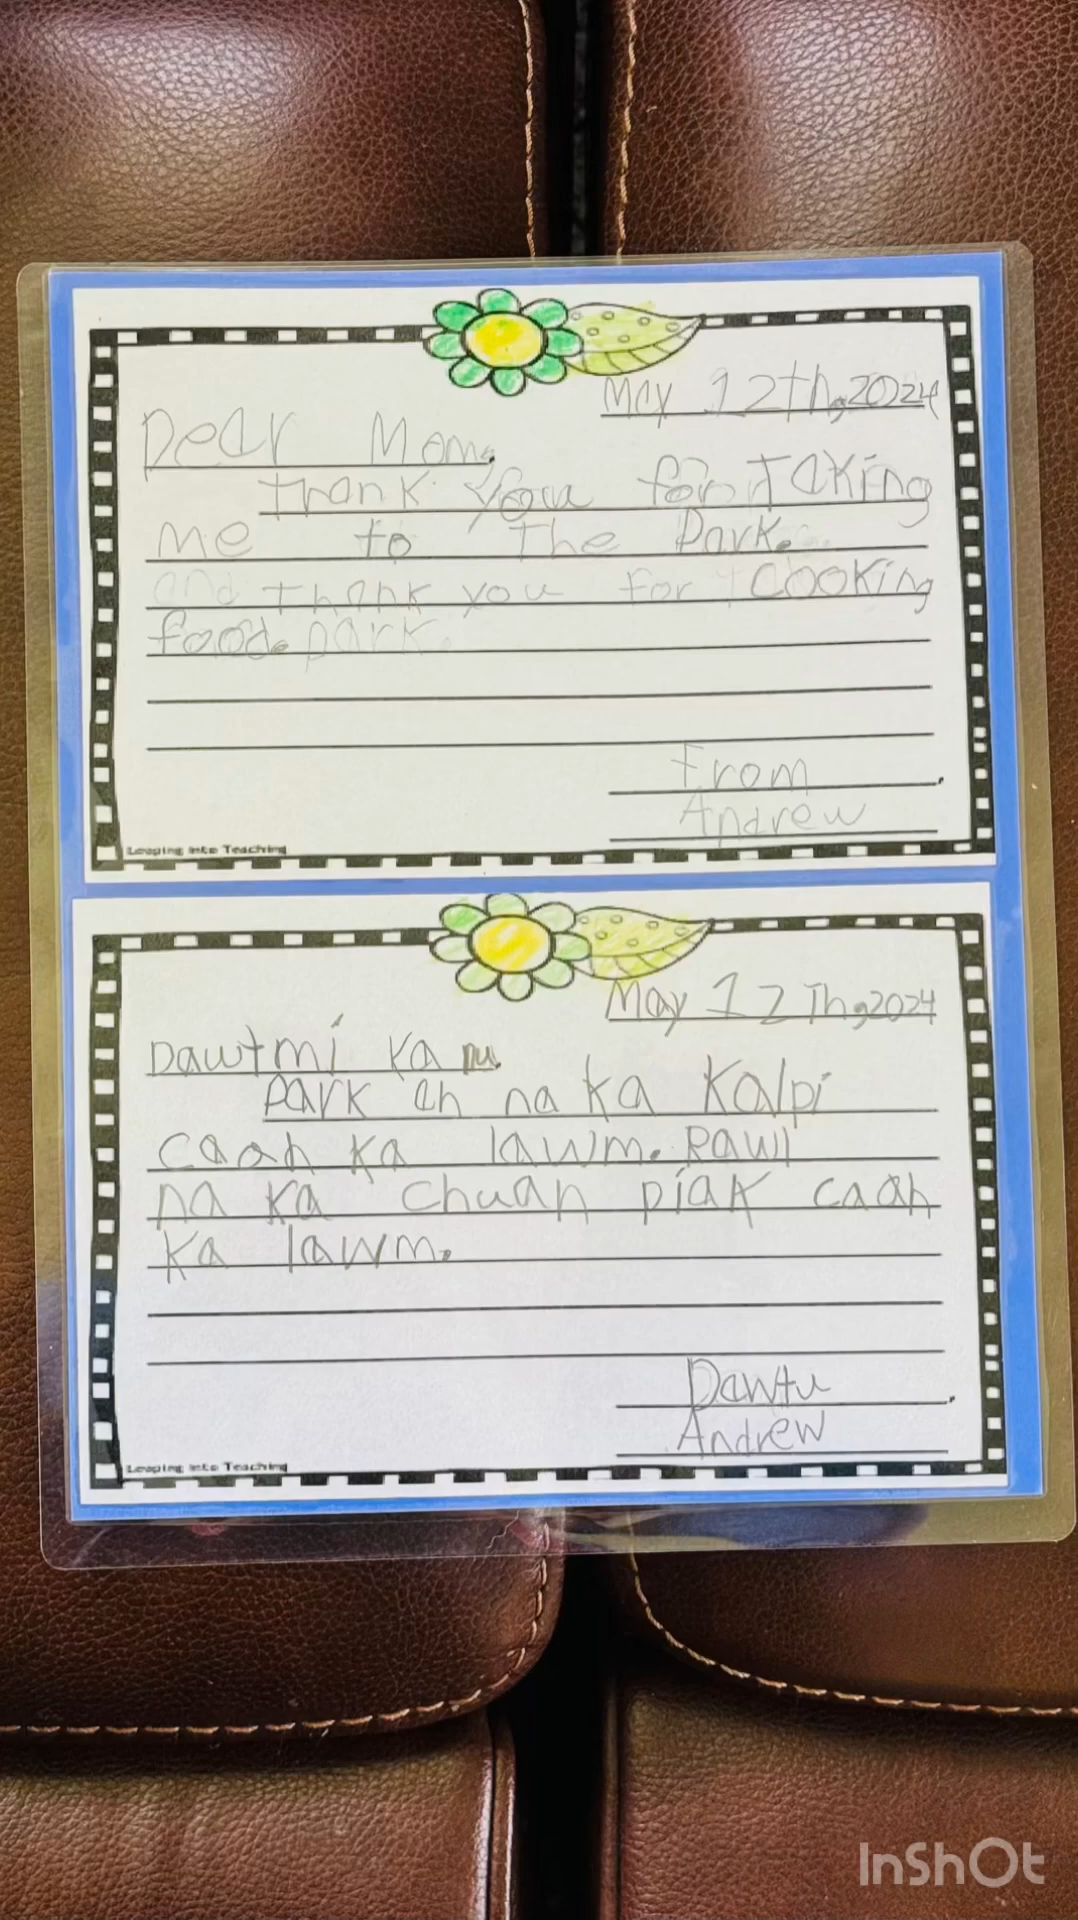 May 12th, 2024
Dear Mom,
Thank you for Taking
me to The Park.
and thank you for cooking
food. park.
From
Andrew
Leaping into Teaching
May 12Th, 2024
Dawtmi ka nu.
Park ah na ka Kalpi
caah ka lawm. Rawl
na ka chuan piak caah
ka lawm.
Dawtu
Andrew
Leaping into Teaching
InShOt